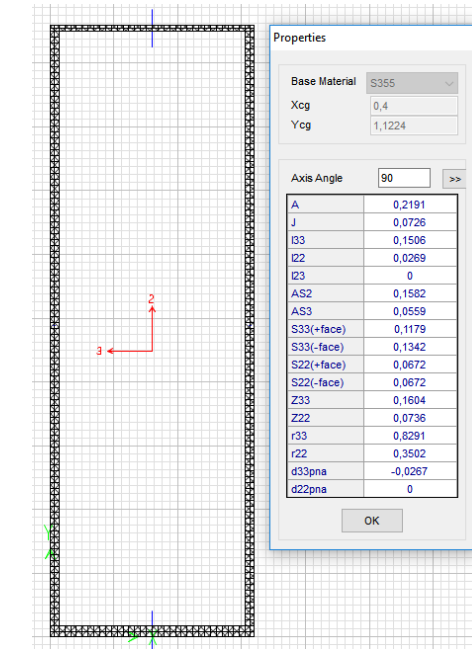 Properties
Base Material S355
Xcg 0,4
Ycg 1,1224
Axis Angle 90 >>
A 0,2191
J 0,0726
I33 0,1506
I22 0,0269
I23 0
AS2 0,1582
AS3 0,0559
S33(+face) 0,1179
S33(-face) 0,1342
S22(+face) 0,0672
S22(-face) 0,0672
Z33 0,1604
Z22 0,0736
r33 0,8291
r22 0,3502
d33pna -0,0267
d22pna 0
OK
2
3
Y
X